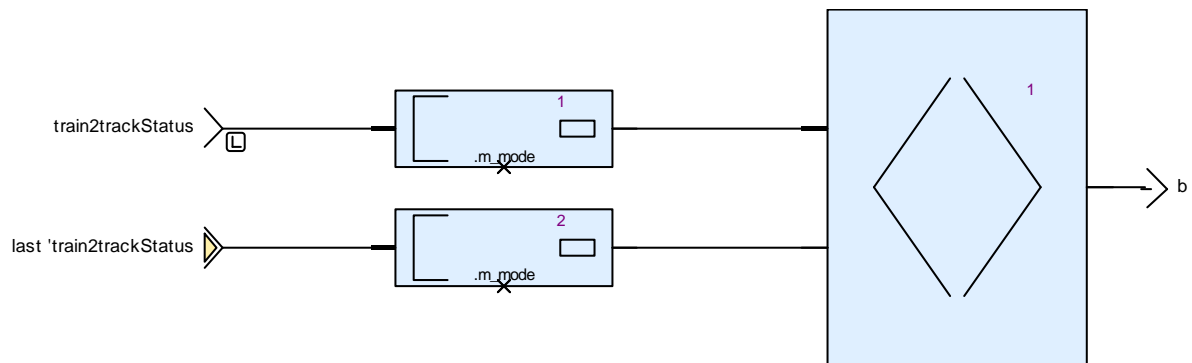 1
train2trackStatus
L
.m_mode
1
b
2
last 'train2trackStatus
.m_mode